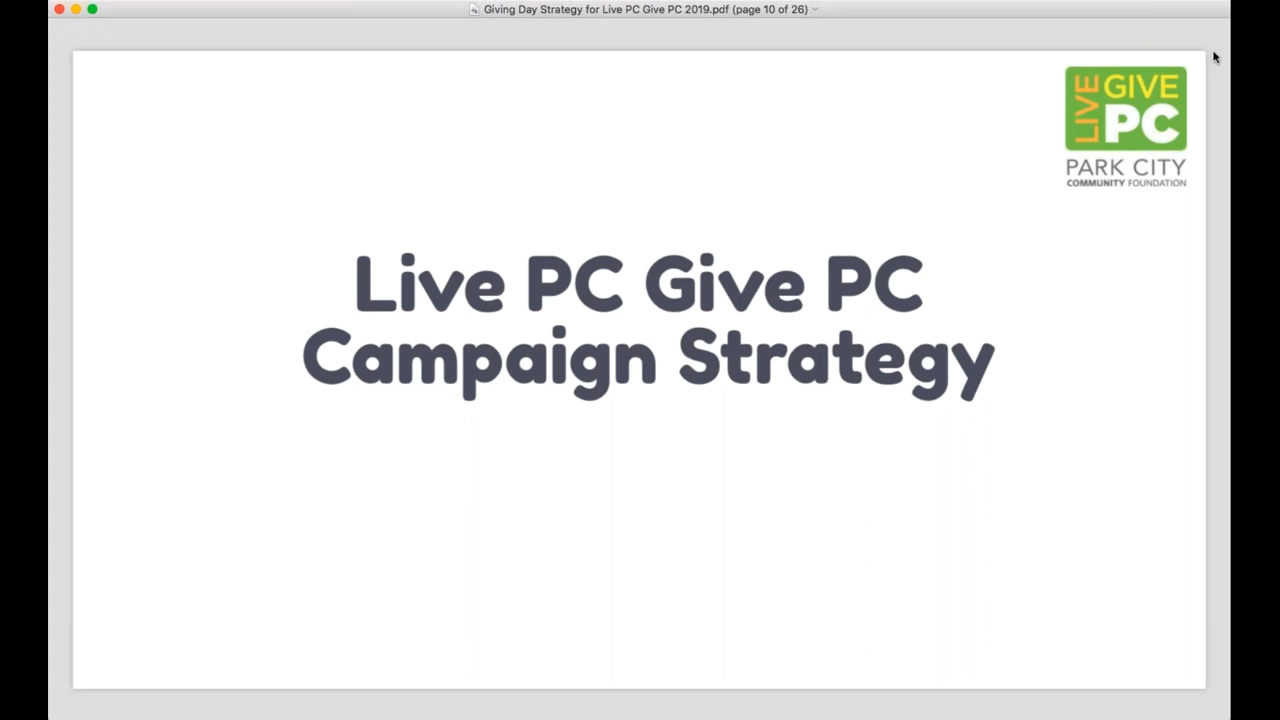 Giving Day Strategy for Live PC Give PC 2019.pdf (page 10 of 26)
LIVE
GIVE
PC
PARK CITY
COMMUNITY FOUNDATION
Live PC Give PC
Campaign Strategy